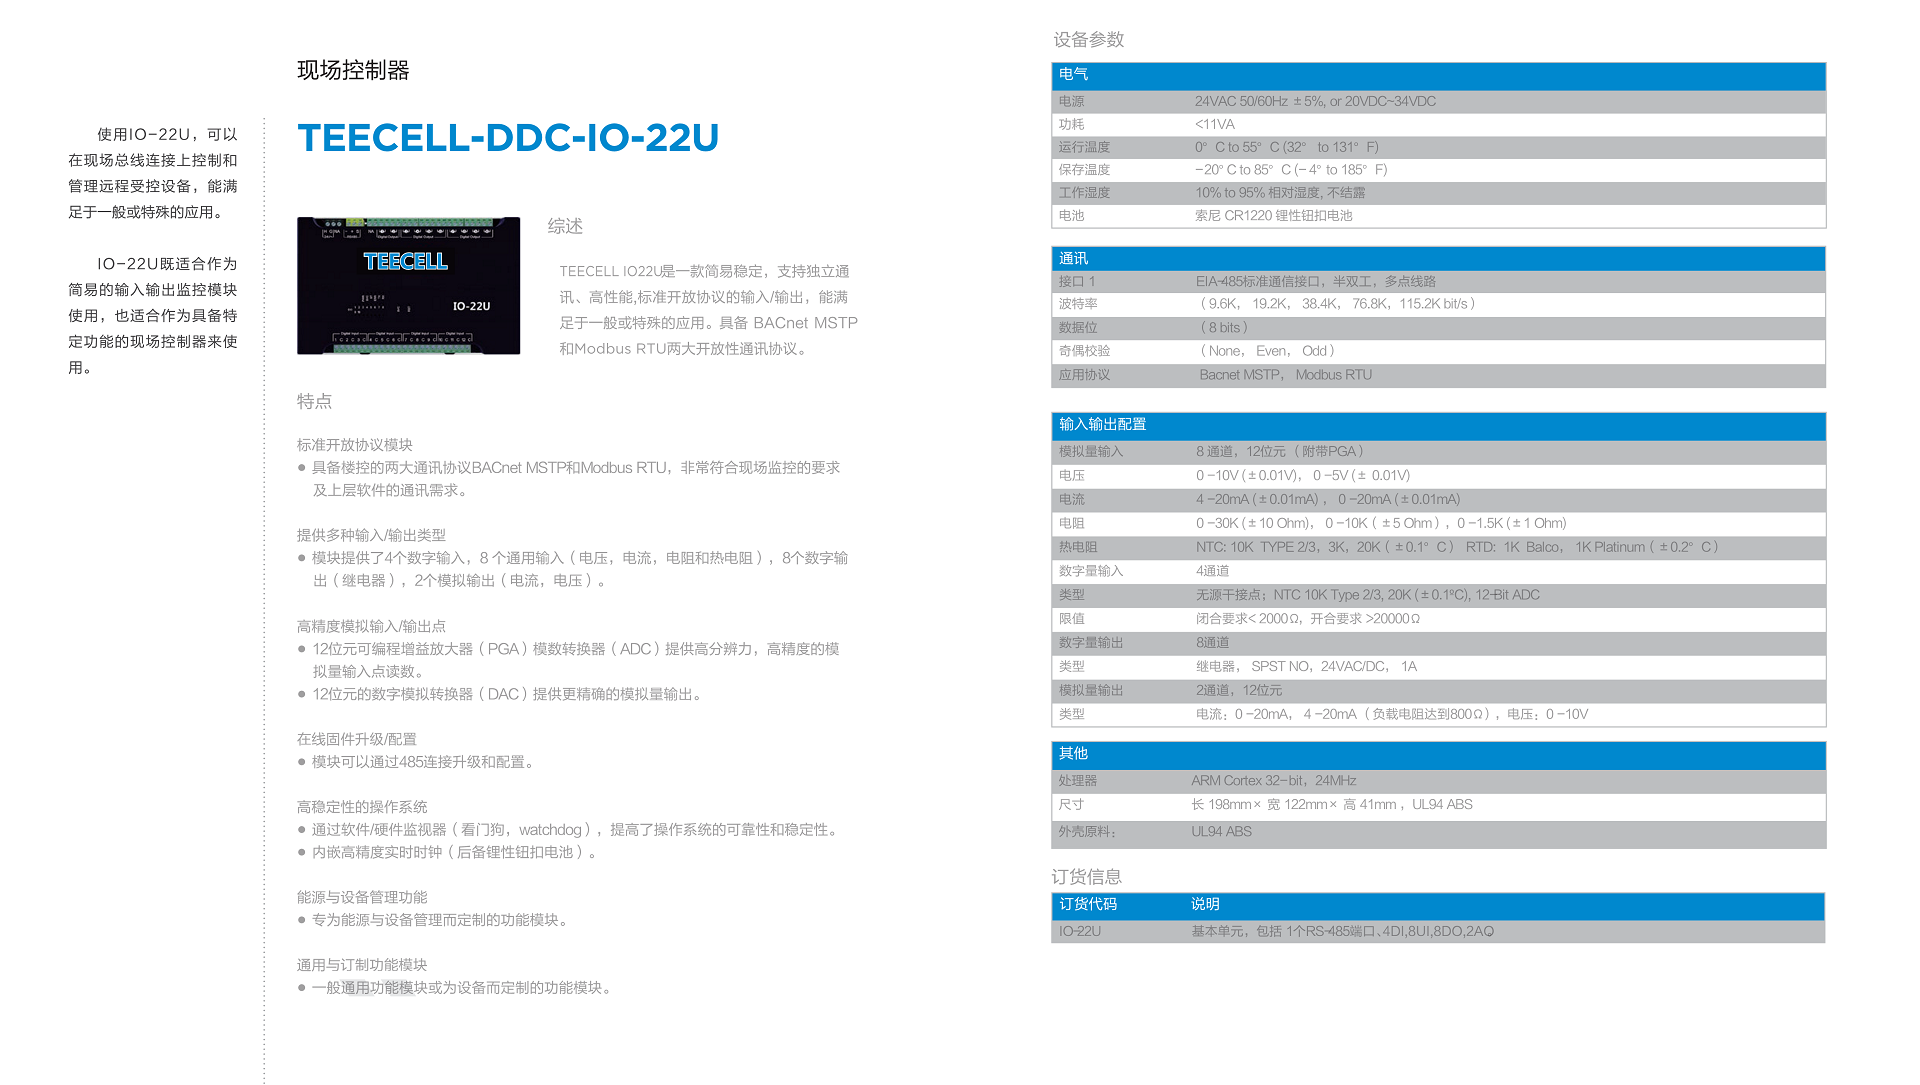 现场控制器
使用IO-22U，可以
在现场总线连接上控制和
管理远程受控设备，能满
足于一般或特殊的应用。
IO-22U既适合作为
简易的输入输出监控模块
使用，也适合作为具备特
定功能的现场控制器来使
用。
TEECELL-DDC-IO-22U
TEECELL
IO-22U
综述
TEECELL IO22U是一款简易稳定，支持独立通
讯、高性能,标准开放协议的输入/输出，能满
足于一般或特殊的应用。具备 BACnet MSTP
和Modbus RTU两大开放性通讯协议。
特点
标准开放协议模块
● 具备楼控的两大通讯协议BACnet MSTP和Modbus RTU，非常符合现场监控的要求
及上层软件的通讯需求。
提供多种输入/输出类型
● 模块提供了4个数字输入，8 个通用输入（电压，电流，电阻和热电阻），8个数字输
出（继电器），2个模拟输出（电流，电压）。
高精度模拟输入/输出点
● 12位元可编程增益放大器（PGA）模数转换器（ADC）提供高分辨力，高精度的模
拟量输入点读数。
● 12位元的数字模拟转换器（DAC）提供更精确的模拟量输出。
在线固件升级/配置
● 模块可以通过485连接升级和配置。
高稳定性的操作系统
● 通过软件/硬件监视器（看门狗，watchdog），提高了操作系统的可靠性和稳定性。
● 内嵌高精度实时时钟（后备锂性钮扣电池）。
能源与设备管理功能
● 专为能源与设备管理而定制的功能模块。
通用与订制功能模块
● 一般通用功能模块或为设备而定制的功能模块。
设备参数
电气
电源 24VAC 50/60Hz ±5%, or 20VDC~34VDC
功耗 <11VA
运行温度 0° C to 55° C (32° to 131° F)
保存温度 -20° C to 85° C (-4° to 185° F)
工作湿度 10% to 95% 相对湿度, 不结露
电池 索尼 CR1220 锂性钮扣电池
通讯
接口 1 EIA-485标准通信接口，半双工，多点线路
波特率 （9.6K， 19.2K， 38.4K， 76.8K，115.2K bit/s）
数据位 （8 bits）
奇偶校验 （None， Even， Odd）
应用协议 Bacnet MSTP， Modbus RTU
输入输出配置
模拟量输入 8 通道，12位元 （附带PGA）
电压 0 -10V (±0.01V)， 0 -5V (± 0.01V)
电流 4 -20mA (±0.01mA) ， 0 -20mA (±0.01mA)
电阻 0 -30K (±10 Ohm)， 0 -10K（ ±5 Ohm），0 -1.5K (±1 Ohm)
热电阻 NTC: 10K TYPE 2/3，3K，20K（ ±0.1° C） RTD: 1K Balco， 1K Platinum（ ±0.2° C）
数字量输入 4通道
类型 无源干接点；NTC 10K Type 2/3, 20K (±0.1ºC), 12-Bit ADC
限值 闭合要求< 2000Ω，开合要求 >20000Ω
数字量输出 8通道
类型 继电器， SPST NO，24VAC/DC， 1A
模拟量输出 2通道，12位元
类型 电流：0 -20mA， 4 -20mA （负载电阻达到800Ω），电压：0 -10V
其他
处理器 ARM Cortex 32-bit，24MHz
尺寸 长 198mm× 宽 122mm× 高 41mm，UL94 ABS
外壳原料： UL94 ABS
订货信息
订货代码 说明
IO-22U 基本单元，包括 1个RS-485端口、4DI,8UI,8DO,2AO